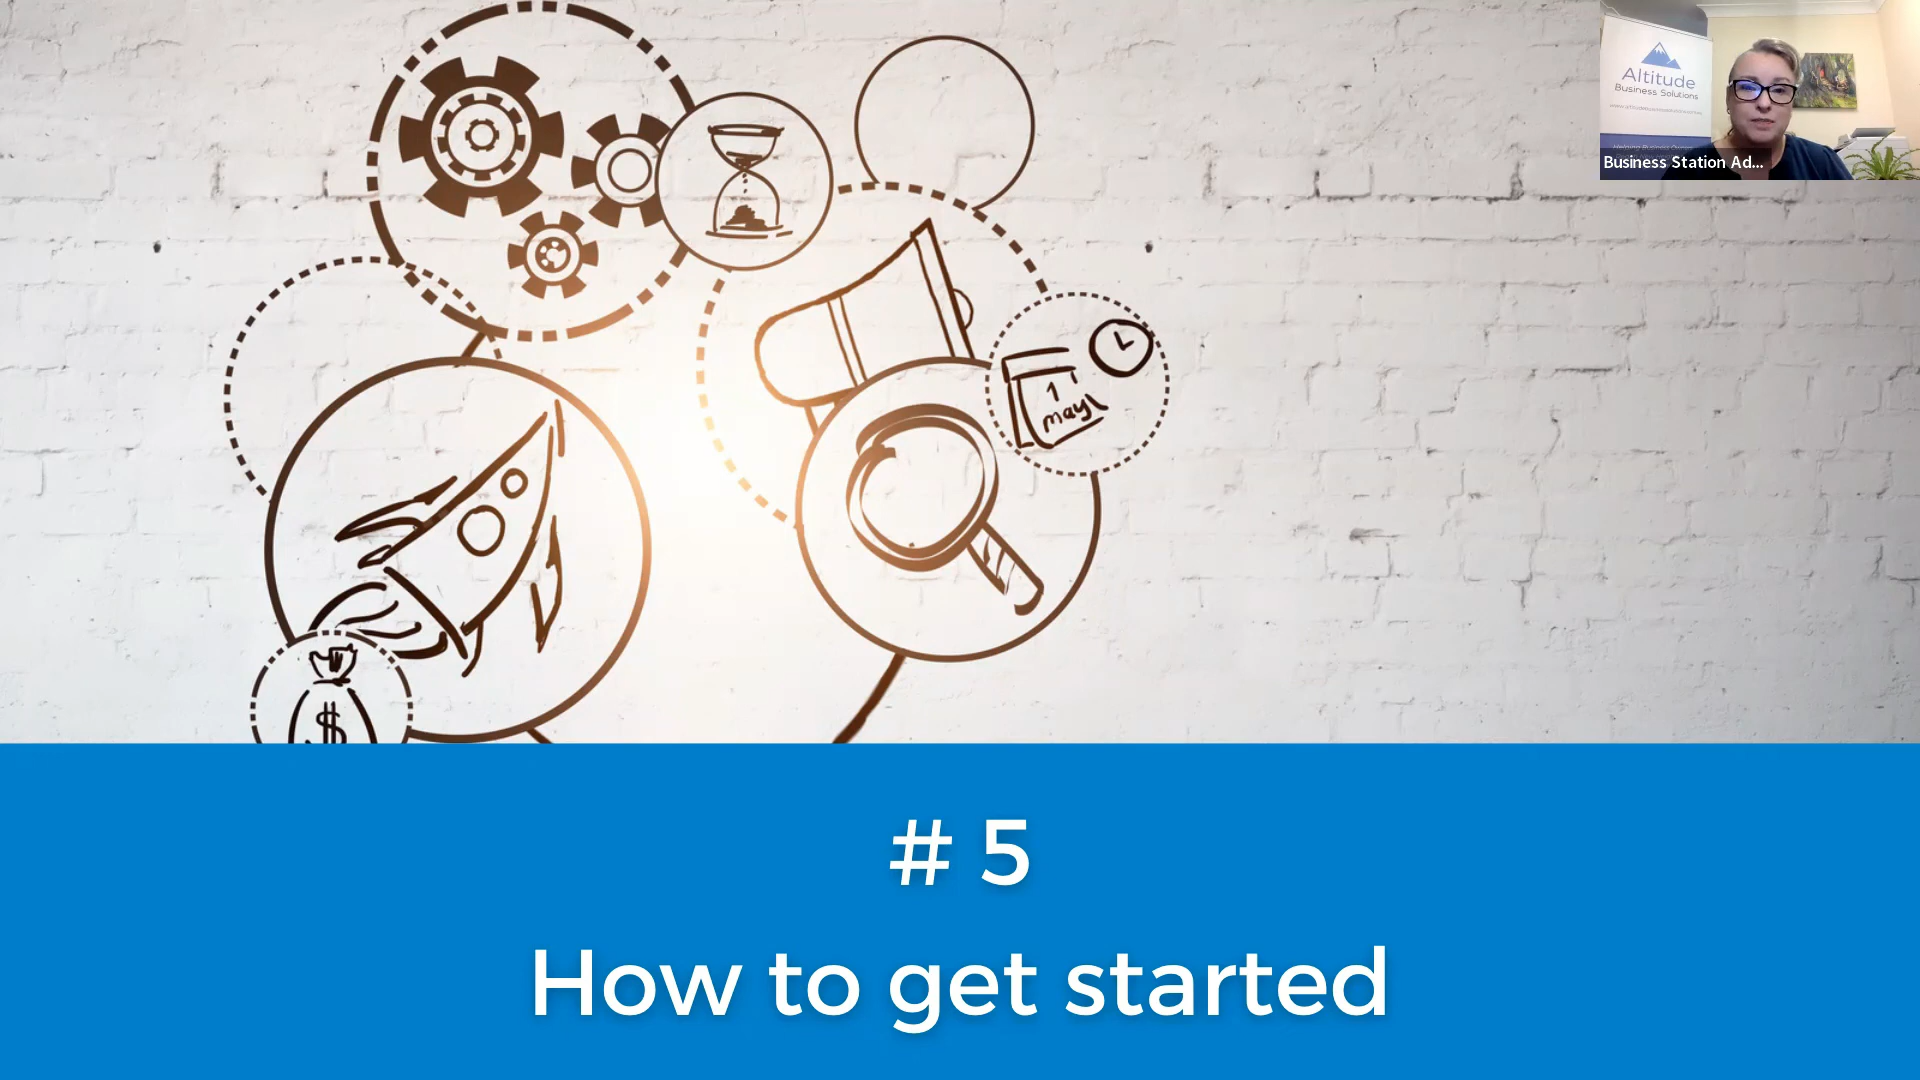 Altitude
Business Solutions
Business Station Ad...
$
1
may
# 5
How to get started